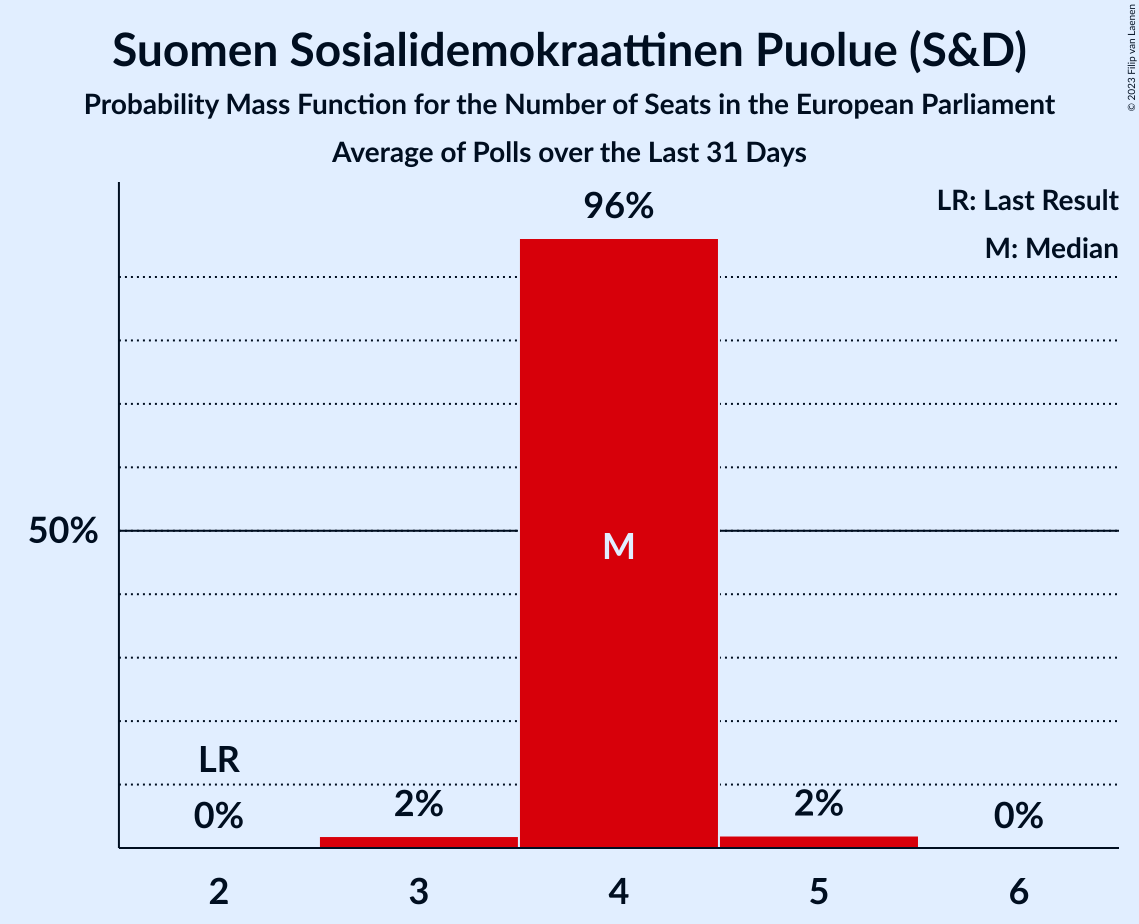 Suomen Sosialidemokraattinen Puolue (S&D)
Probability Mass Function for the Number of Seats in the European Parliament
Average of Polls over the Last 31 Days
© 2023 Filip van Laenen
LR: Last Result
M: Median
96%
50%
M
LR
0%
2%
2%
0%
2
3
4
5
6